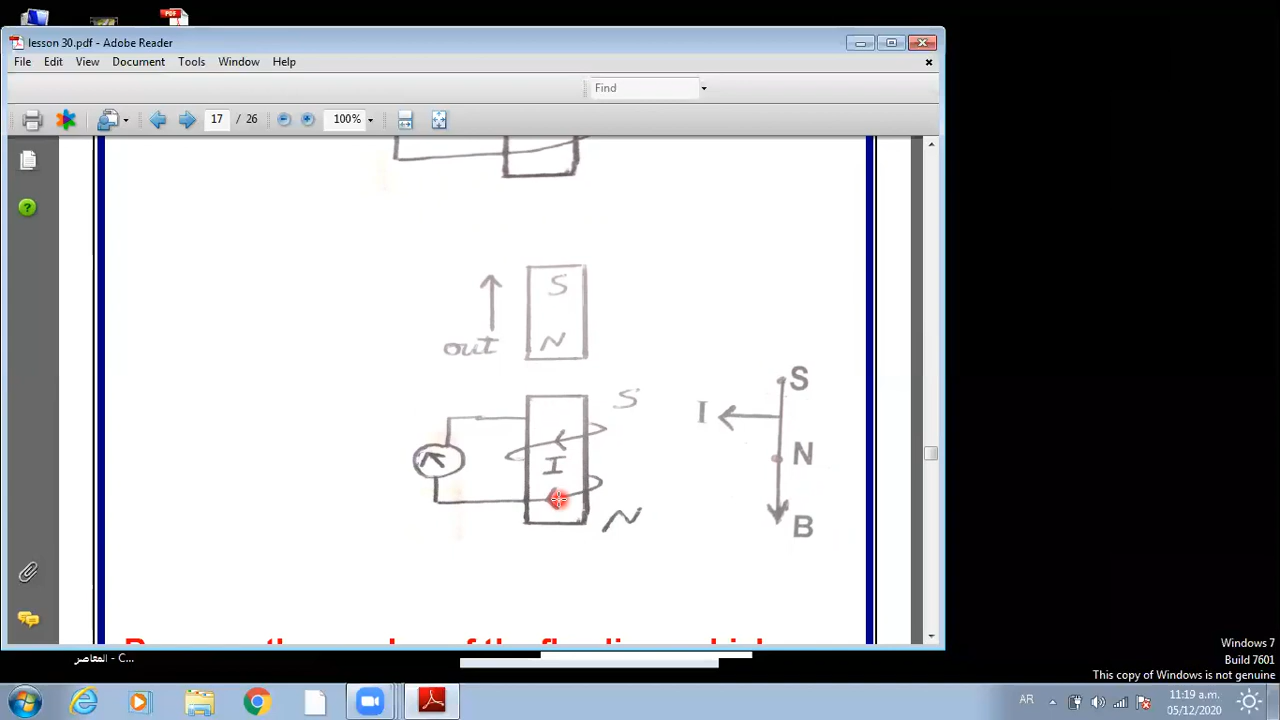 lesson 30.pdf - Adobe Reader
File Edit View Document Tools Window Help
Find
17 / 26 100%
S
N
out
S
I
N
S
I
N
B
المعاصر - C...
Windows 7
Build 7601
This copy of Windows is not genuine
AR
11:19 a.m.
05/12/2020